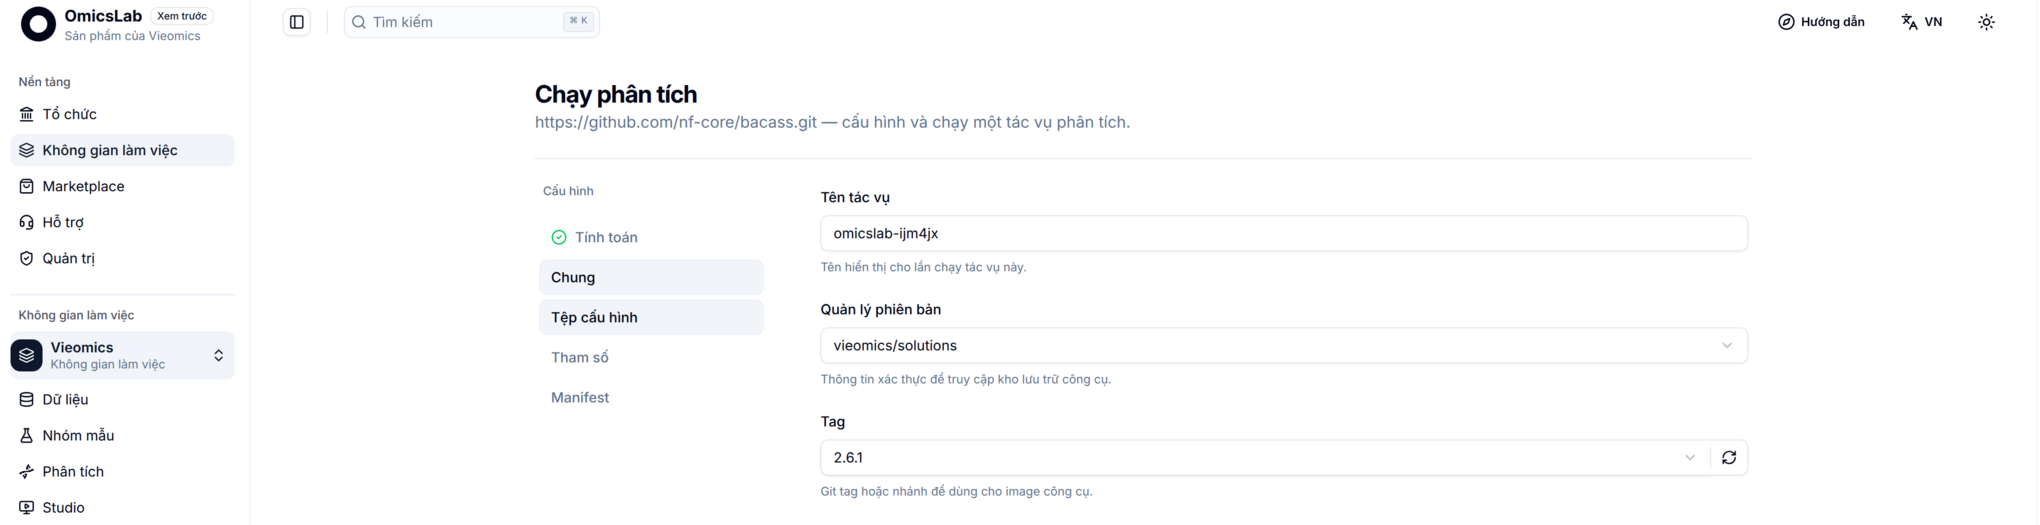 OmicsLab Xem trước
Sản phẩm của Vieomics
Tìm kiếm ⌘ K
Hướng dẫn
VN
Nền tảng
Tổ chức
Không gian làm việc
Marketplace
Hỗ trợ
Quản trị
Không gian làm việc
Vieomics
Không gian làm việc
Dữ liệu
Nhóm mẫu
Phân tích
Studio
Chạy phân tích
https://github.com/nf-core/bacass.git — cấu hình và chạy một tác vụ phân tích.
Cấu hình
Tính toán
Chung
Tệp cấu hình
Tham số
Manifest
Tên tác vụ
omicslab-ijm4jx
Tên hiển thị cho lần chạy tác vụ này.
Quản lý phiên bản
vieomics/solutions
Thông tin xác thực để truy cập kho lưu trữ công cụ.
Tag
2.6.1
Git tag hoặc nhánh để dùng cho image công cụ.